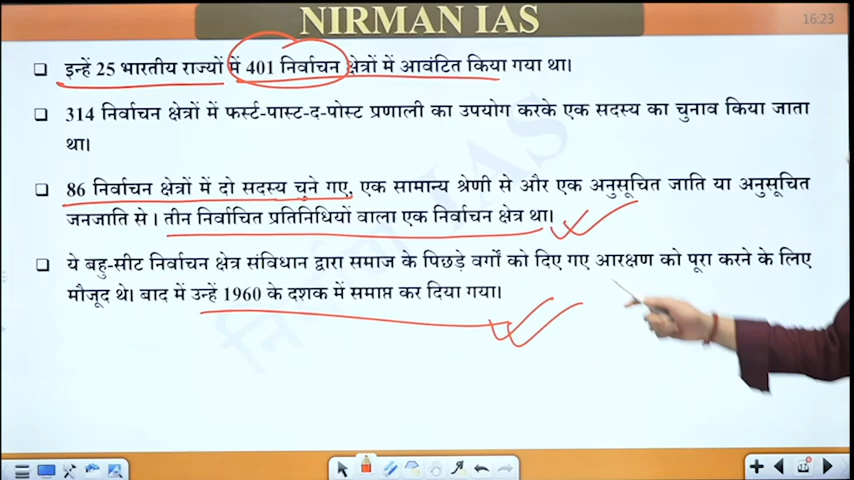 NIRMAN IAS
16:23
इन्हें 25 भारतीय राज्यों में 401 निर्वाचन क्षेत्रों में आवंटित किया गया था।
314 निर्वाचन क्षेत्रों में फर्स्ट-पास्ट-द-पोस्ट प्रणाली का उपयोग करके एक सदस्य का चुनाव किया जाता
था।
86 निर्वाचन क्षेत्रों में दो सदस्य चुने गए, एक सामान्य श्रेणी से और एक अनुसूचित जाति या अनुसूचित
जनजाति से। तीन निर्वाचित प्रतिनिधियों वाला एक निर्वाचन क्षेत्र था।
ये बहु-सीट निर्वाचन क्षेत्र संविधान द्वारा समाज के पिछड़े वर्गों को दिए गए आरक्षण को पूरा करने के लिए
मौजूद थे। बाद में उन्हें 1960 के दशक में समाप्त कर दिया गया।
निर्माण IAS
17